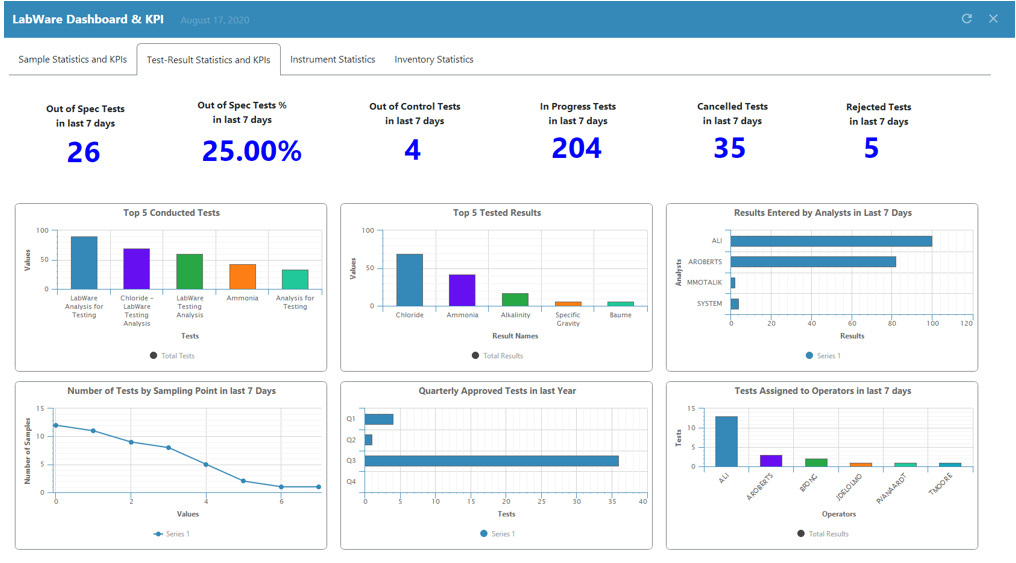 LabWare Dashboard & KPI August 17, 2020
Sample Statistics and KPIs Test-Result Statistics and KPIs Instrument Statistics Inventory Statistics
Out of Spec Tests
in last 7 days
26
Out of Spec Tests %
in last 7 days
25.00%
Out of Control Tests
in last 7 days
4
In Progress Tests
in last 7 days
204
Cancelled Tests
in last 7 days
35
Rejected Tests
in last 7 days
5
Top 5 Conducted Tests
Values
100
50
0
LabWare
Analysis for
Testing
Chloride –
LabWare
Testing
Analysis
LabWare
Testing
Analysis
Ammonia
Analysis for
Testing
Tests
Total Tests
Top 5 Tested Results
Values
100
50
0
Chloride
Ammonia
Alkalinity
Specific
Gravity
Baume
Result Names
Total Results
Results Entered by Analysts in Last 7 Days
Analysts
ALI
AROBERTS
MMOTALIK
SYSTEM
0 20 40 60 80 100 120
Results
Series 1
Number of Tests by Sampling Point in last 7 Days
Number of Samples
15
10
5
0
0 2 4 6
Values
Series 1
Quarterly Approved Tests in last Year
Q1
Q2
Q3
Q4
0 5 10 15 20 25 30 35 40
Tests
Series 1
Tests Assigned to Operators in last 7 days
Tests
15
10
5
0
ALI
AROBERTS
BPONG
JDELOLMO
TMOORE
Operators
Total Results